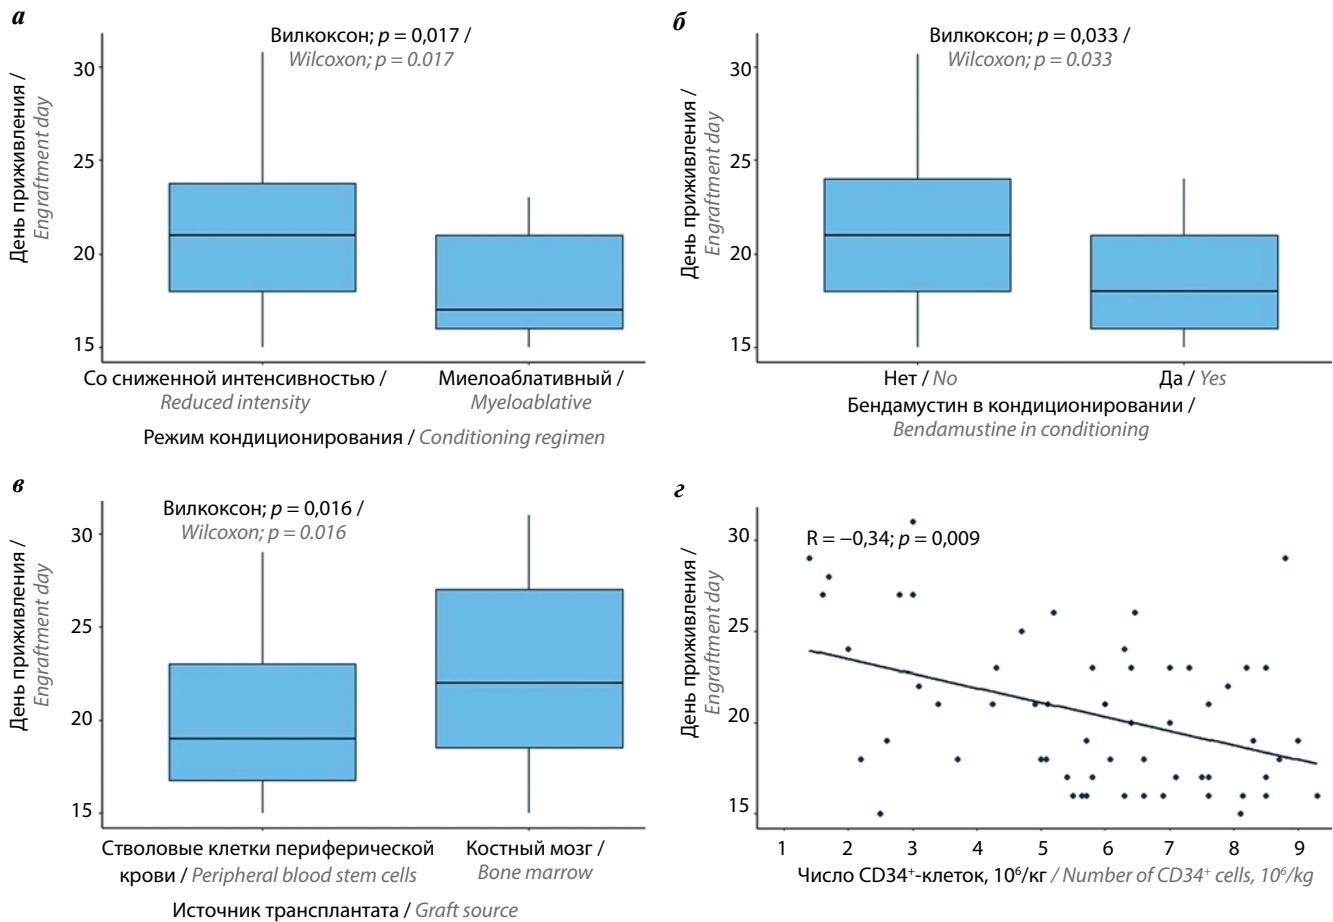 а
Вилкоксон; p = 0,017 /
Wilcoxon; p = 0.017
День приживления /
Engraftment day
30
25
20
15
Со сниженной интенсивностью /
Reduced intensity
Миелоаблативный /
Myeloablative
Режим кондиционирования / Conditioning regimen
б
Вилкоксон; p = 0,033 /
Wilcoxon; p = 0.033
День приживления /
Engraftment day
30
25
20
15
Нет / No
Да / Yes
Бендамустин в кондиционировании /
Bendamustine in conditioning
в
Вилкоксон; p = 0,016 /
Wilcoxon; p = 0.016
День приживления /
Engraftment day
30
25
20
15
Стволовые клетки периферической
крови / Peripheral blood stem cells
Костный мозг /
Bone marrow
Источник трансплантата / Graft source
г
R = −0,34; p = 0,009
День приживления /
Engraftment day
30
25
20
15
1 2 3 4 5 6 7 8 9
Число CD34⁺-клеток, 10⁶/кг / Number of CD34⁺ cells, 10⁶/kg